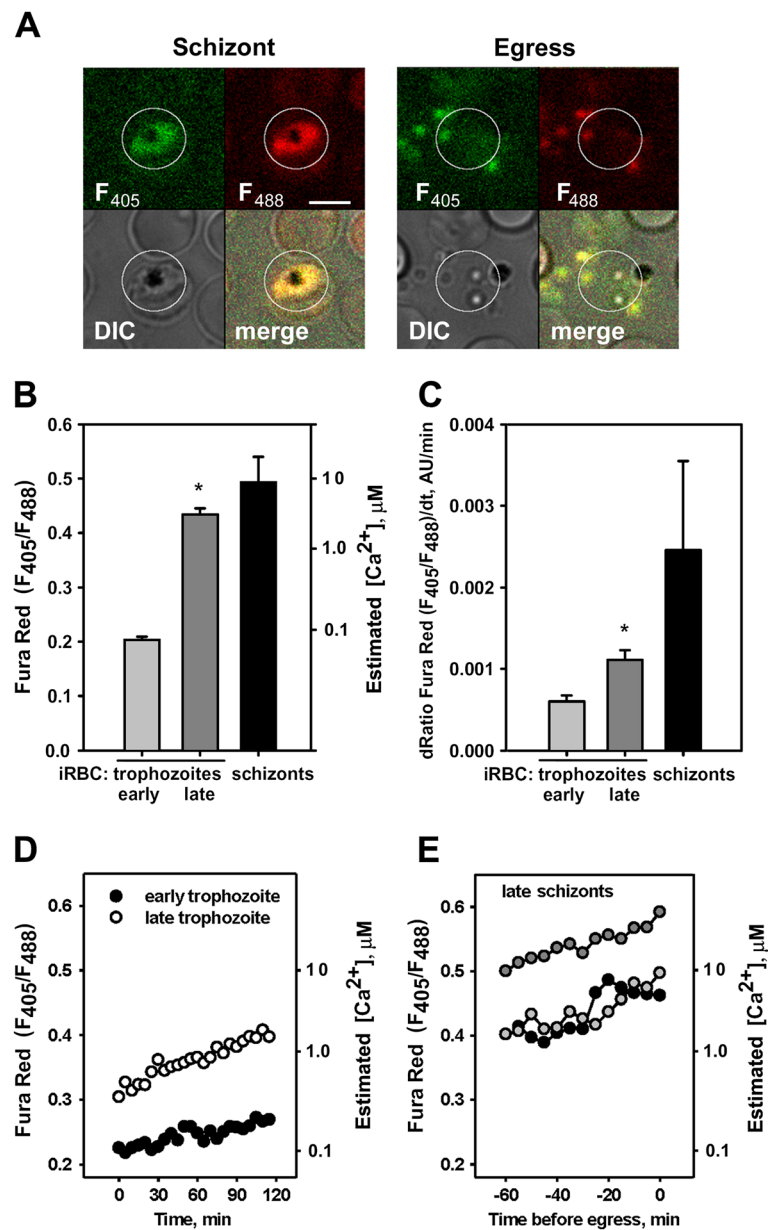 A
Schizont
Egress
F405
F488
F405
F488
DIC
merge
DIC
merge
B
Fura Red (F405/F488)
0.6
0.5
0.4
0.3
0.2
0.1
0.0
*
10
1.0
0.1
Estimated [Ca2+], μM
iRBC: trophozoites schizonts
early late
C
dRatio Fura Red (F405/F488)/dt, AU/min
0.004
0.003
0.002
0.001
0.000
*
iRBC: trophozoites schizonts
early late
D
Fura Red (F405/F488)
0.6
0.5
0.4
0.3
0.2
early trophozoite
late trophozoite
10
1.0
0.1
Estimated [Ca2+], μM
0 30 60 90 120
Time, min
E
Fura Red (F405/F488)
0.6
0.5
0.4
0.3
0.2
late schizonts
10
1.0
0.1
Estimated [Ca2+], μM
-60 -40 -20 0
Time before egress, min